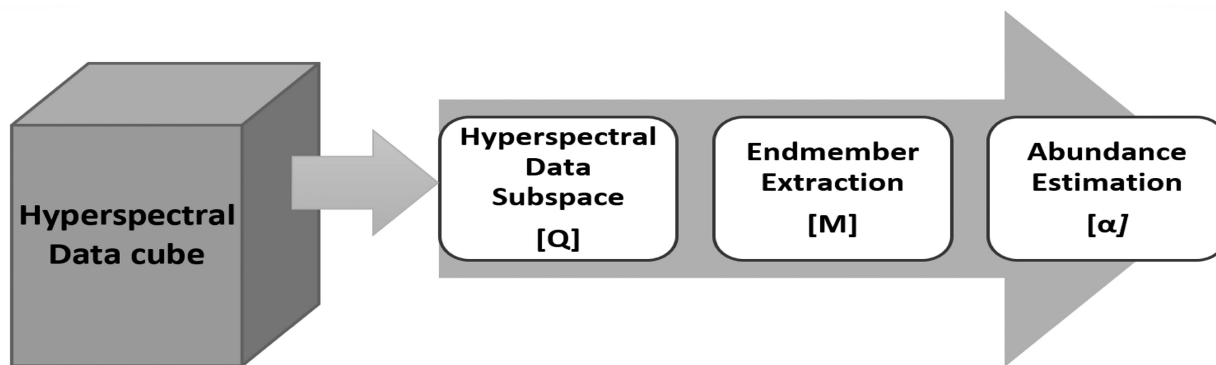 Hyperspectral
Data cube
Hyperspectral
Data
Subspace
[Q]
Endmember
Extraction
[M]
Abundance
Estimation
[α]